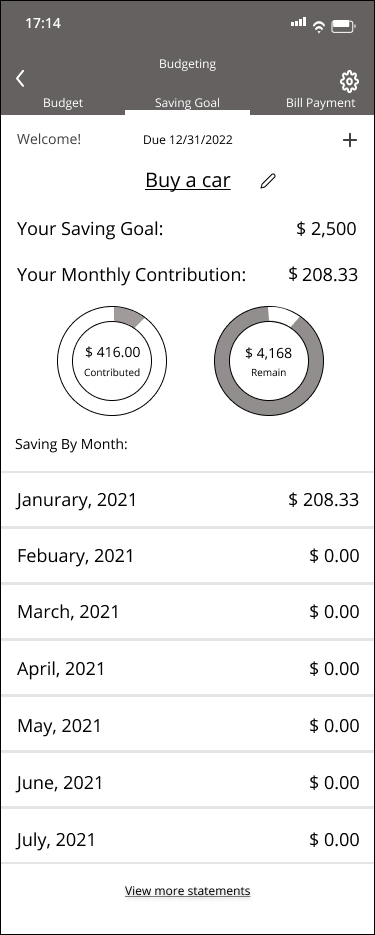 17:14
Budgeting
Budget Saving Goal Bill Payment
Welcome! Due 12/31/2022 +
Buy a car
Your Saving Goal: $ 2,500
Your Monthly Contribution: $ 208.33
$ 416.00 $ 4,168
Contributed Remain
Saving By Month:
Janurary, 2021 $ 208.33
Febuary, 2021 $ 0.00
March, 2021 $ 0.00
April, 2021 $ 0.00
May, 2021 $ 0.00
June, 2021 $ 0.00
July, 2021 $ 0.00
View more statements